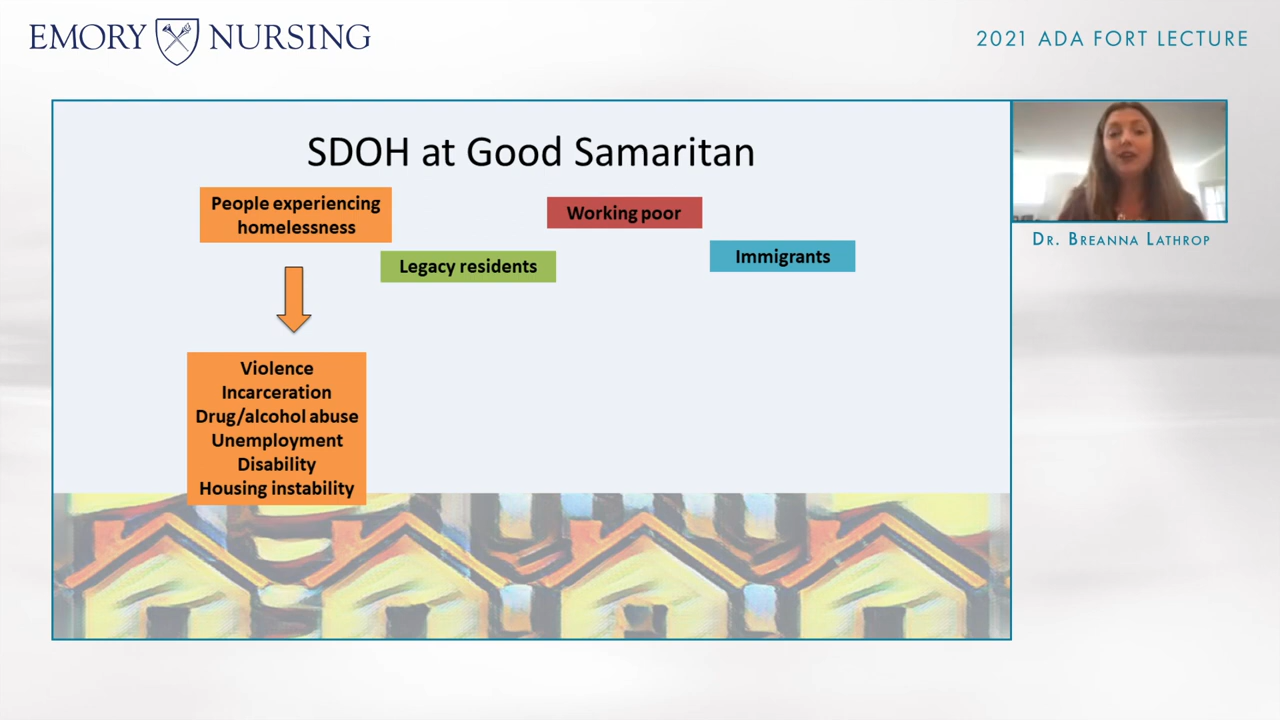 EMORY NURSING
2021 ADA FORT LECTURE
SDOH at Good Samaritan
People experiencing
homelessness
Working poor
Legacy residents
Immigrants
Violence
Incarceration
Drug/alcohol abuse
Unemployment
Disability
Housing instability
DR. BREANNA LATHROP